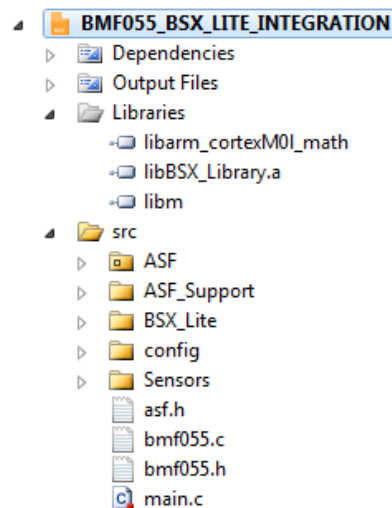 BMF055_BSX_LITE_INTEGRATION
Dependencies
Output Files
Libraries
libarm_cortexM0l_math
libBSX_Library.a
libm
src
ASF
ASF_Support
BSX_Lite
config
Sensors
asf.h
bmf055.c
bmf055.h
main.c